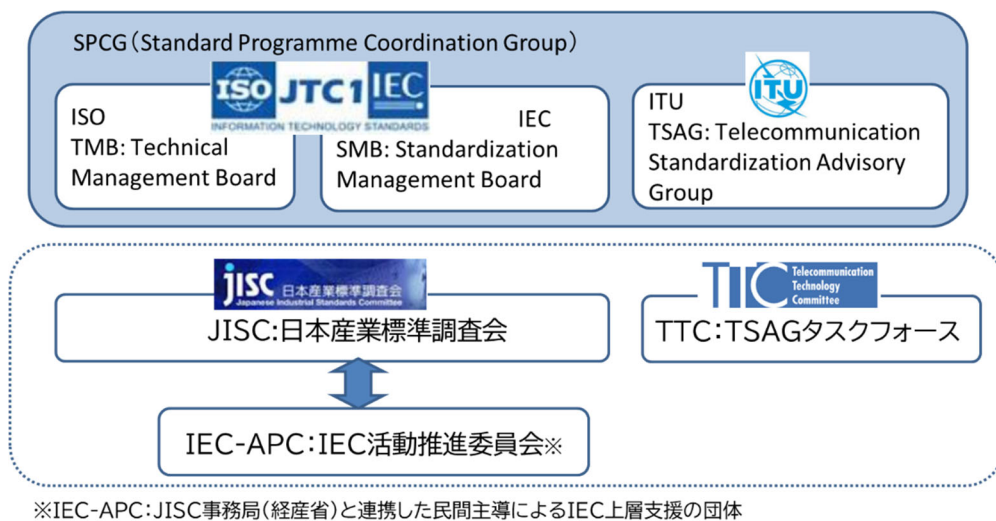 SPCG(Standard Programme Coordination Group)
ISO JTC1 IEC
INFORMATION TECHNOLOGY STANDARDS
ISO
TMB: Technical
Management Board
IEC
SMB: Standardization
Management Board
ITU
ITU
TSAG: Telecommunication
Standardization Advisory
Group
jisc 日本産業標準調査会
Japanese Industrial Standards Committee
JISC:日本産業標準調査会
TTC Telecommunication
Technology
Committee
TTC:TSAGタスクフォース
IEC-APC:IEC活動推進委員会※
※IEC-APC:JISC事務局(経産省)と連携した民間主導によるIEC上層支援の団体